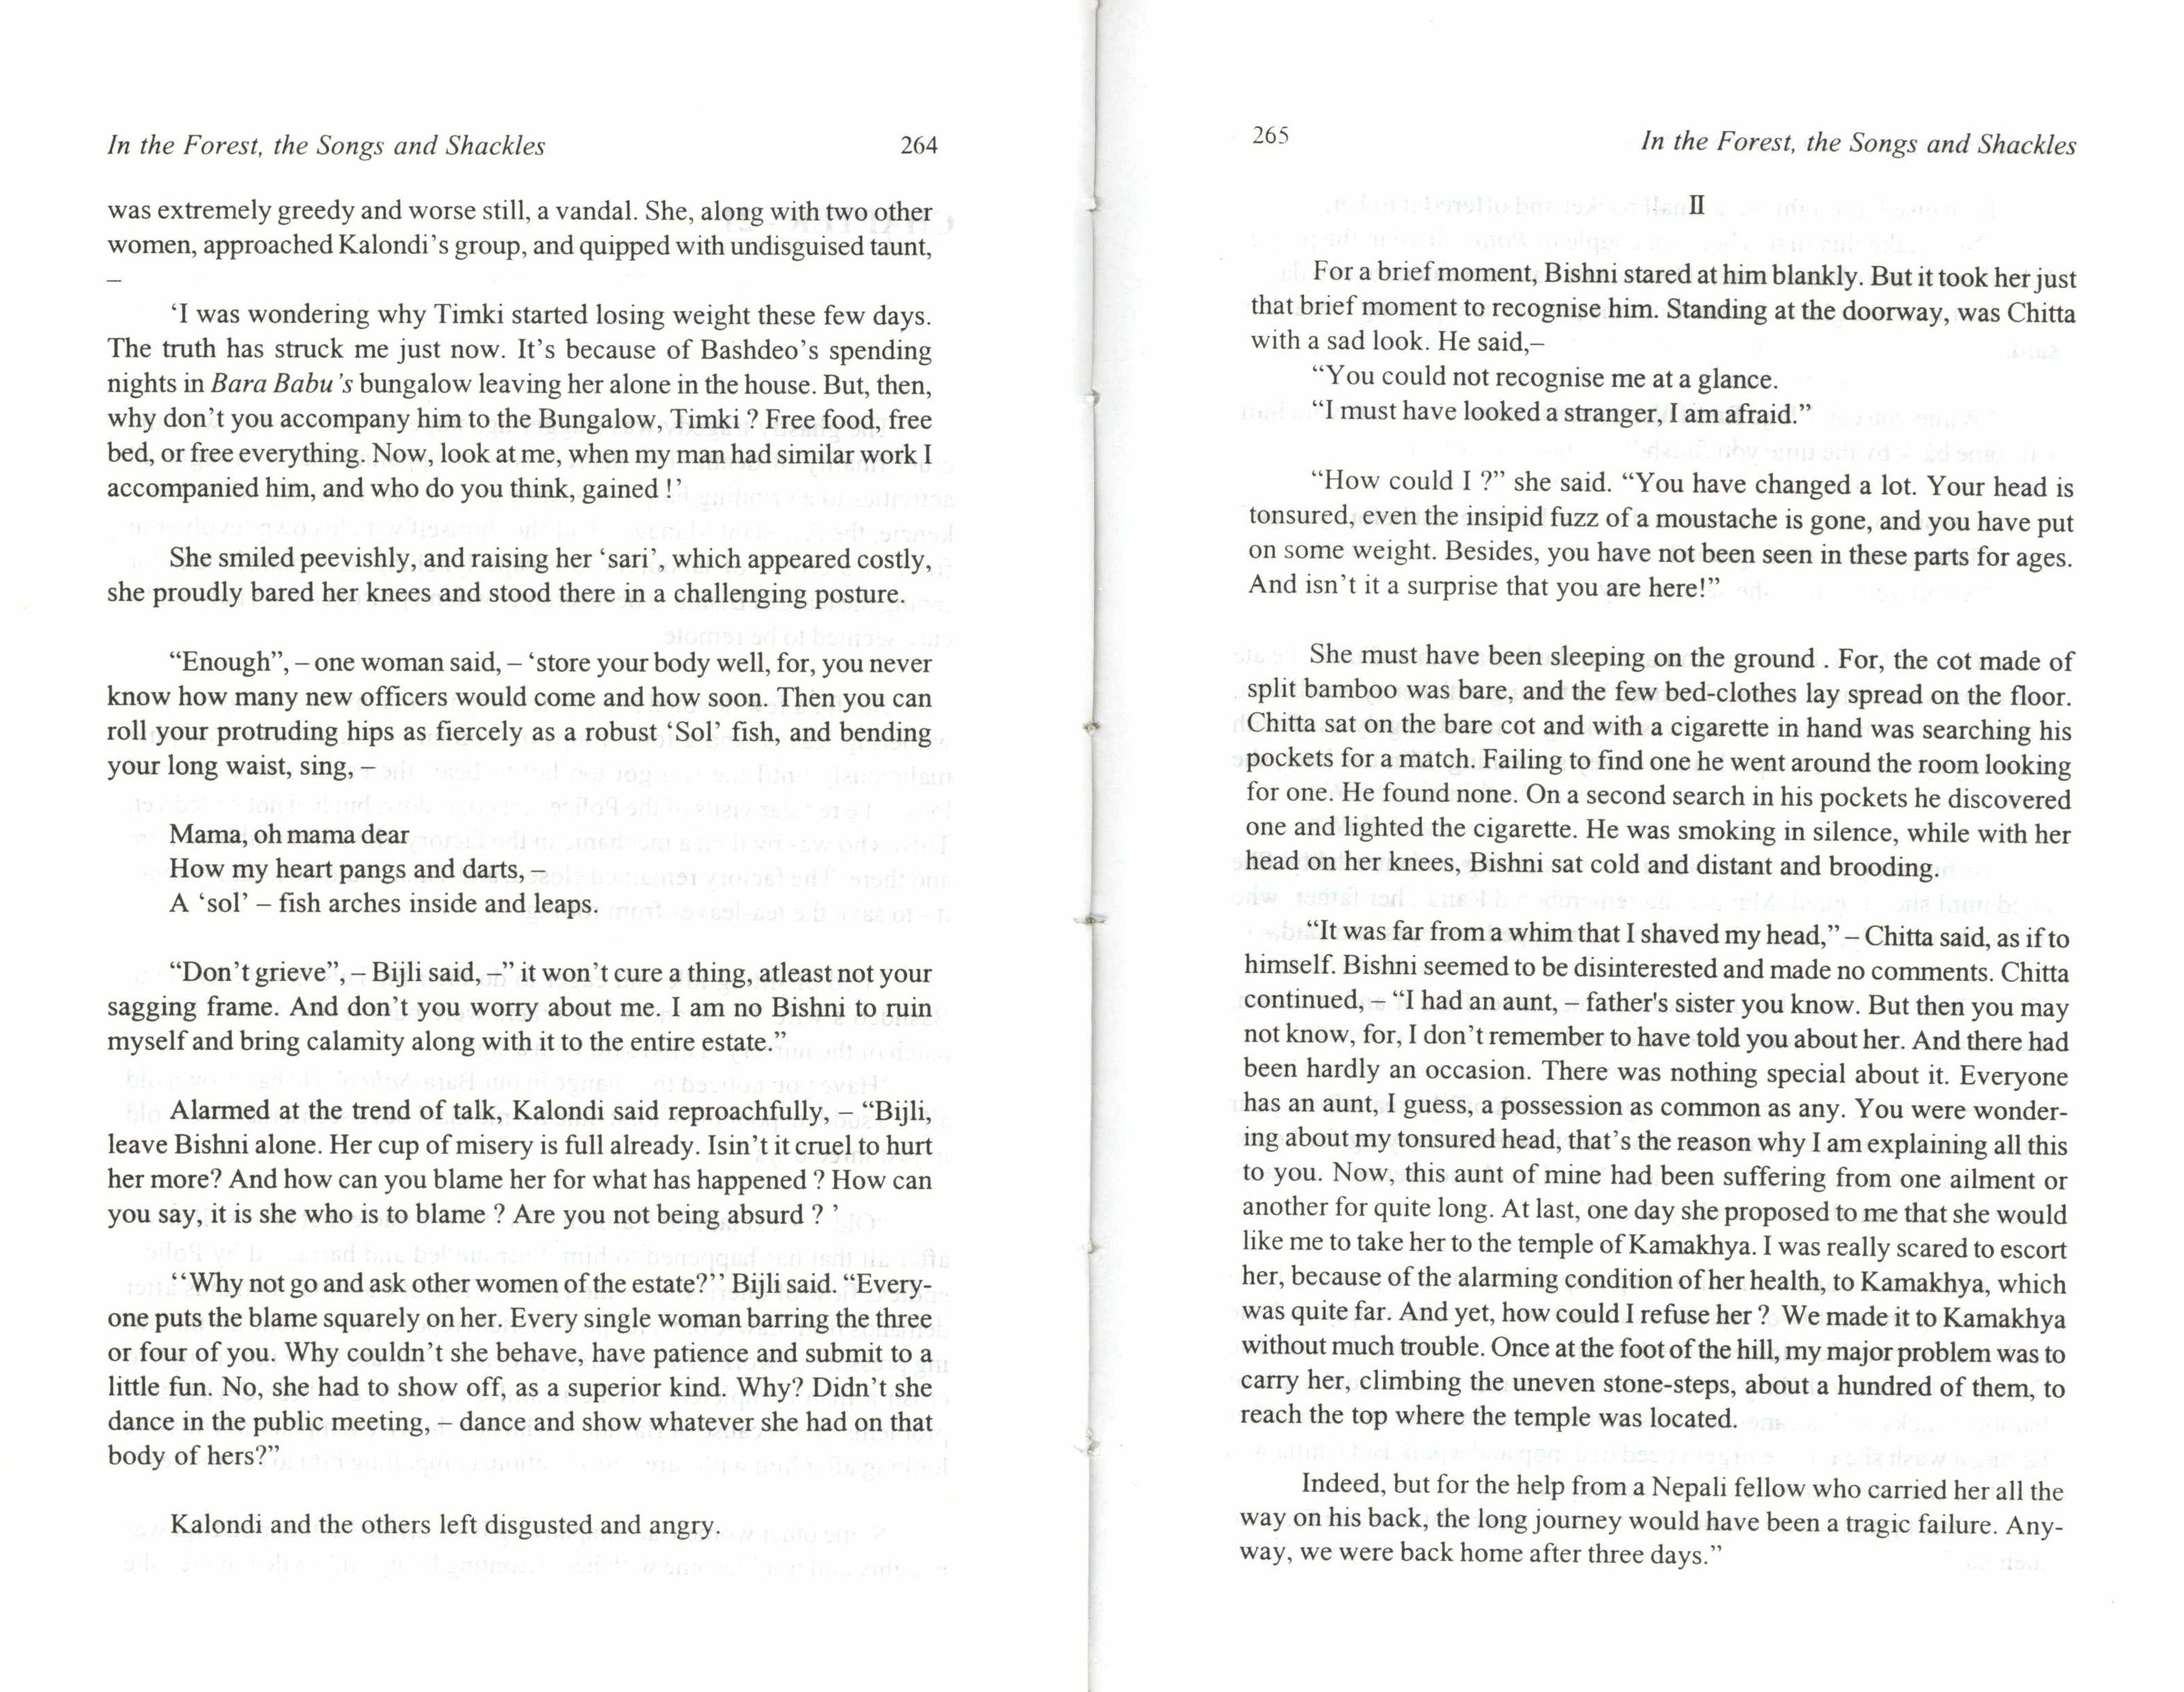 In the Forest, the Songs and Shackles 264
was extremely greedy and worse still, a vandal. She, along with two other
women, approached Kalondi's group, and quipped with undisguised taunt,
–
‘I was wondering why Timki started losing weight these few days.
The truth has struck me just now. It's because of Bashdeo's spending
nights in Bara Babu's bungalow leaving her alone in the house. But, then,
why don't you accompany him to the Bungalow, Timki ? Free food, free
bed, or free everything. Now, look at me, when my man had similar work I
accompanied him, and who do you think, gained !’
She smiled peevishly, and raising her ‘sari’, which appeared costly,
she proudly bared her knees and stood there in a challenging posture.
“Enough”, – one woman said, – ‘store your body well, for, you never
know how many new officers would come and how soon. Then you can
roll your protruding hips as fiercely as a robust ‘Sol’ fish, and bending
your long waist, sing, –
Mama, oh mama dear
How my heart pangs and darts, –
A ‘sol’ – fish arches inside and leaps.
“Don't grieve”, – Bijli said, –” it won't cure a thing, atleast not your
sagging frame. And don't you worry about me. I am no Bishni to ruin
myself and bring calamity along with it to the entire estate.”
Alarmed at the trend of talk, Kalondi said reproachfully, – “Bijli,
leave Bishni alone. Her cup of misery is full already. Isin't it cruel to hurt
her more? And how can you blame her for what has happened ? How can
you say, it is she who is to blame ? Are you not being absurd ? ’
‘‘Why not go and ask other women of the estate?’’ Bijli said. “Every-
one puts the blame squarely on her. Every single woman barring the three
or four of you. Why couldn't she behave, have patience and submit to a
little fun. No, she had to show off, as a superior kind. Why? Didn't she
dance in the public meeting, – dance and show whatever she had on that
body of hers?”
Kalondi and the others left disgusted and angry.
265 In the Forest, the Songs and Shackles
II
For a brief moment, Bishni stared at him blankly. But it took her just
that brief moment to recognise him. Standing at the doorway, was Chitta
with a sad look. He said,–
“You could not recognise me at a glance.
“I must have looked a stranger, I am afraid.”
“How could I ?” she said. “You have changed a lot. Your head is
tonsured, even the insipid fuzz of a moustache is gone, and you have put
on some weight. Besides, you have not been seen in these parts for ages.
And isn't it a surprise that you are here!”
She must have been sleeping on the ground . For, the cot made of
split bamboo was bare, and the few bed-clothes lay spread on the floor.
Chitta sat on the bare cot and with a cigarette in hand was searching his
pockets for a match. Failing to find one he went around the room looking
for one. He found none. On a second search in his pockets he discovered
one and lighted the cigarette. He was smoking in silence, while with her
head on her knees, Bishni sat cold and distant and brooding.
“It was far from a whim that I shaved my head,” – Chitta said, as if to
himself. Bishni seemed to be disinterested and made no comments. Chitta
continued, – “I had an aunt, – father's sister you know. But then you may
not know, for, I don't remember to have told you about her. And there had
been hardly an occasion. There was nothing special about it. Everyone
has an aunt, I guess, a possession as common as any. You were wonder-
ing about my tonsured head, that's the reason why I am explaining all this
to you. Now, this aunt of mine had been suffering from one ailment or
another for quite long. At last, one day she proposed to me that she would
like me to take her to the temple of Kamakhya. I was really scared to escort
her, because of the alarming condition of her health, to Kamakhya, which
was quite far. And yet, how could I refuse her ? We made it to Kamakhya
without much trouble. Once at the foot of the hill, my major problem was to
carry her, climbing the uneven stone-steps, about a hundred of them, to
reach the top where the temple was located.
Indeed, but for the help from a Nepali fellow who carried her all the
way on his back, the long journey would have been a tragic failure. Any-
way, we were back home after three days.”